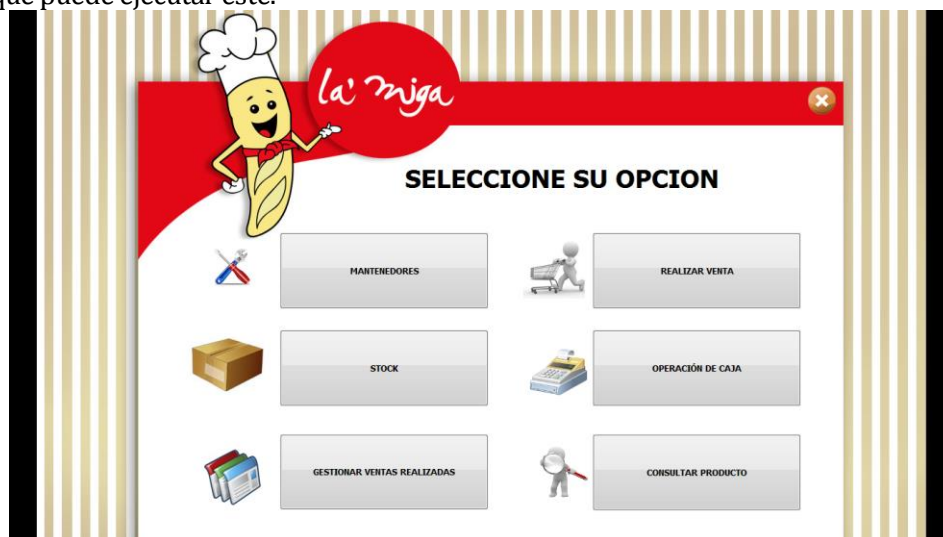 que puede ejecutar este.
la' miga
SELECCIONE SU OPCION
MANTENEDORES
REALIZAR VENTA
STOCK
OPERACIÓN DE CAJA
GESTIONAR VENTAS REALIZADAS
CONSULTAR PRODUCTO